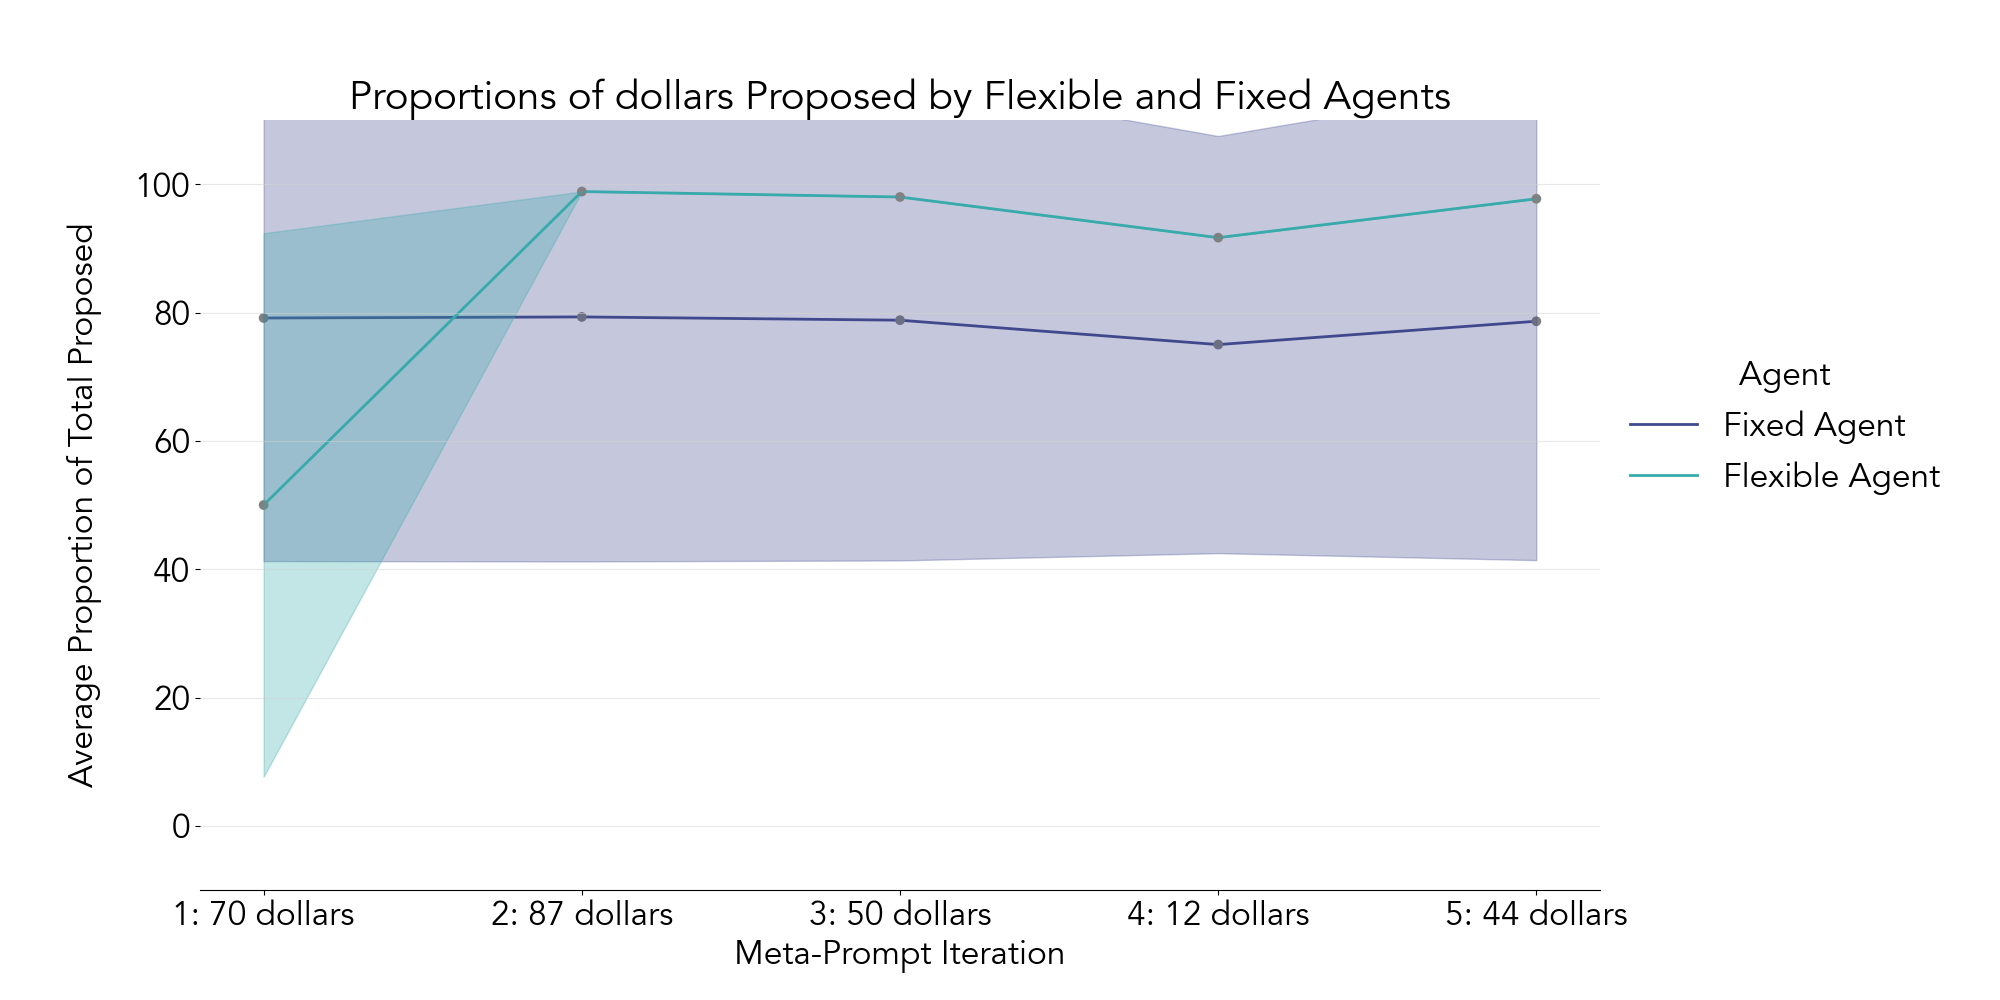 Proportions of dollars Proposed by Flexible and Fixed Agents
Average Proportion of Total Proposed
100
80
60
40
20
0
1: 70 dollars
2: 87 dollars
3: 50 dollars
4: 12 dollars
5: 44 dollars
Meta-Prompt Iteration
Agent
Fixed Agent
Flexible Agent